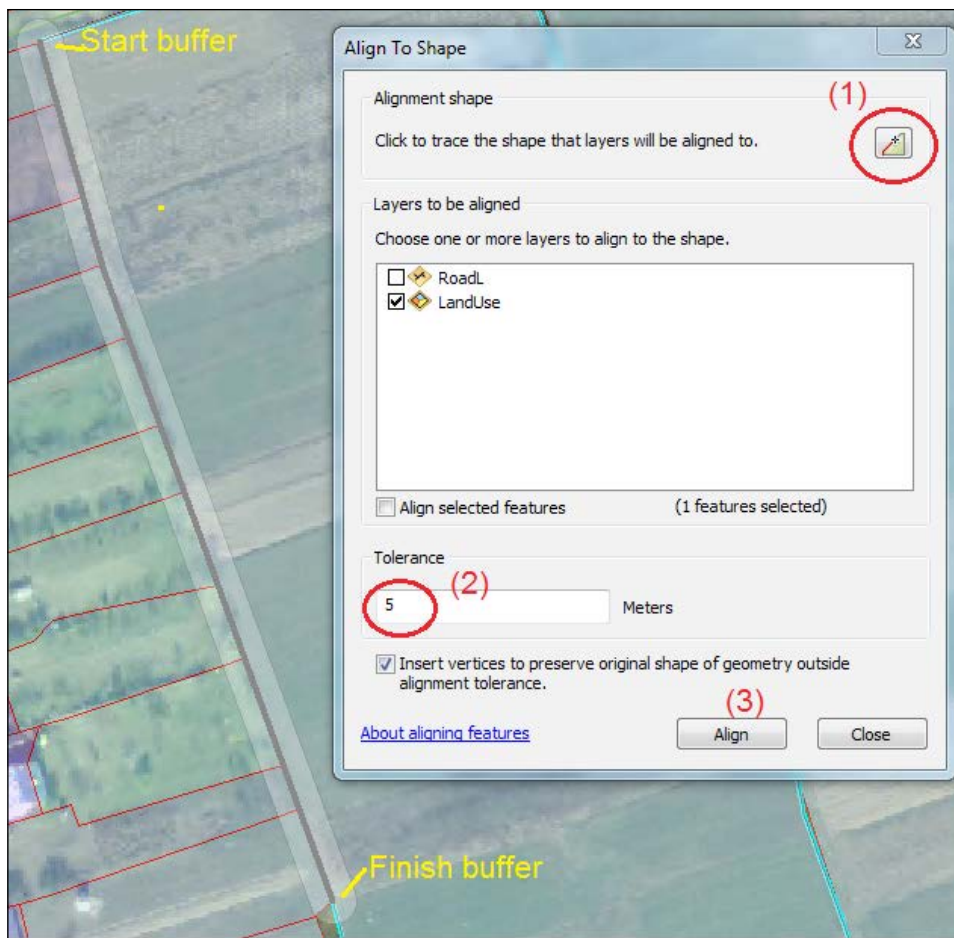 Start buffer
Align To Shape
Alignment shape
(1)
Click to trace the shape that layers will be aligned to.
Layers to be aligned
Choose one or more layers to align to the shape.
RoadL
LandUse
Align selected features
(1 features selected)
Tolerance
5
(2)
Meters
Insert vertices to preserve original shape of geometry outside
alignment tolerance.
(3)
About aligning features
Align
Close
Finish buffer